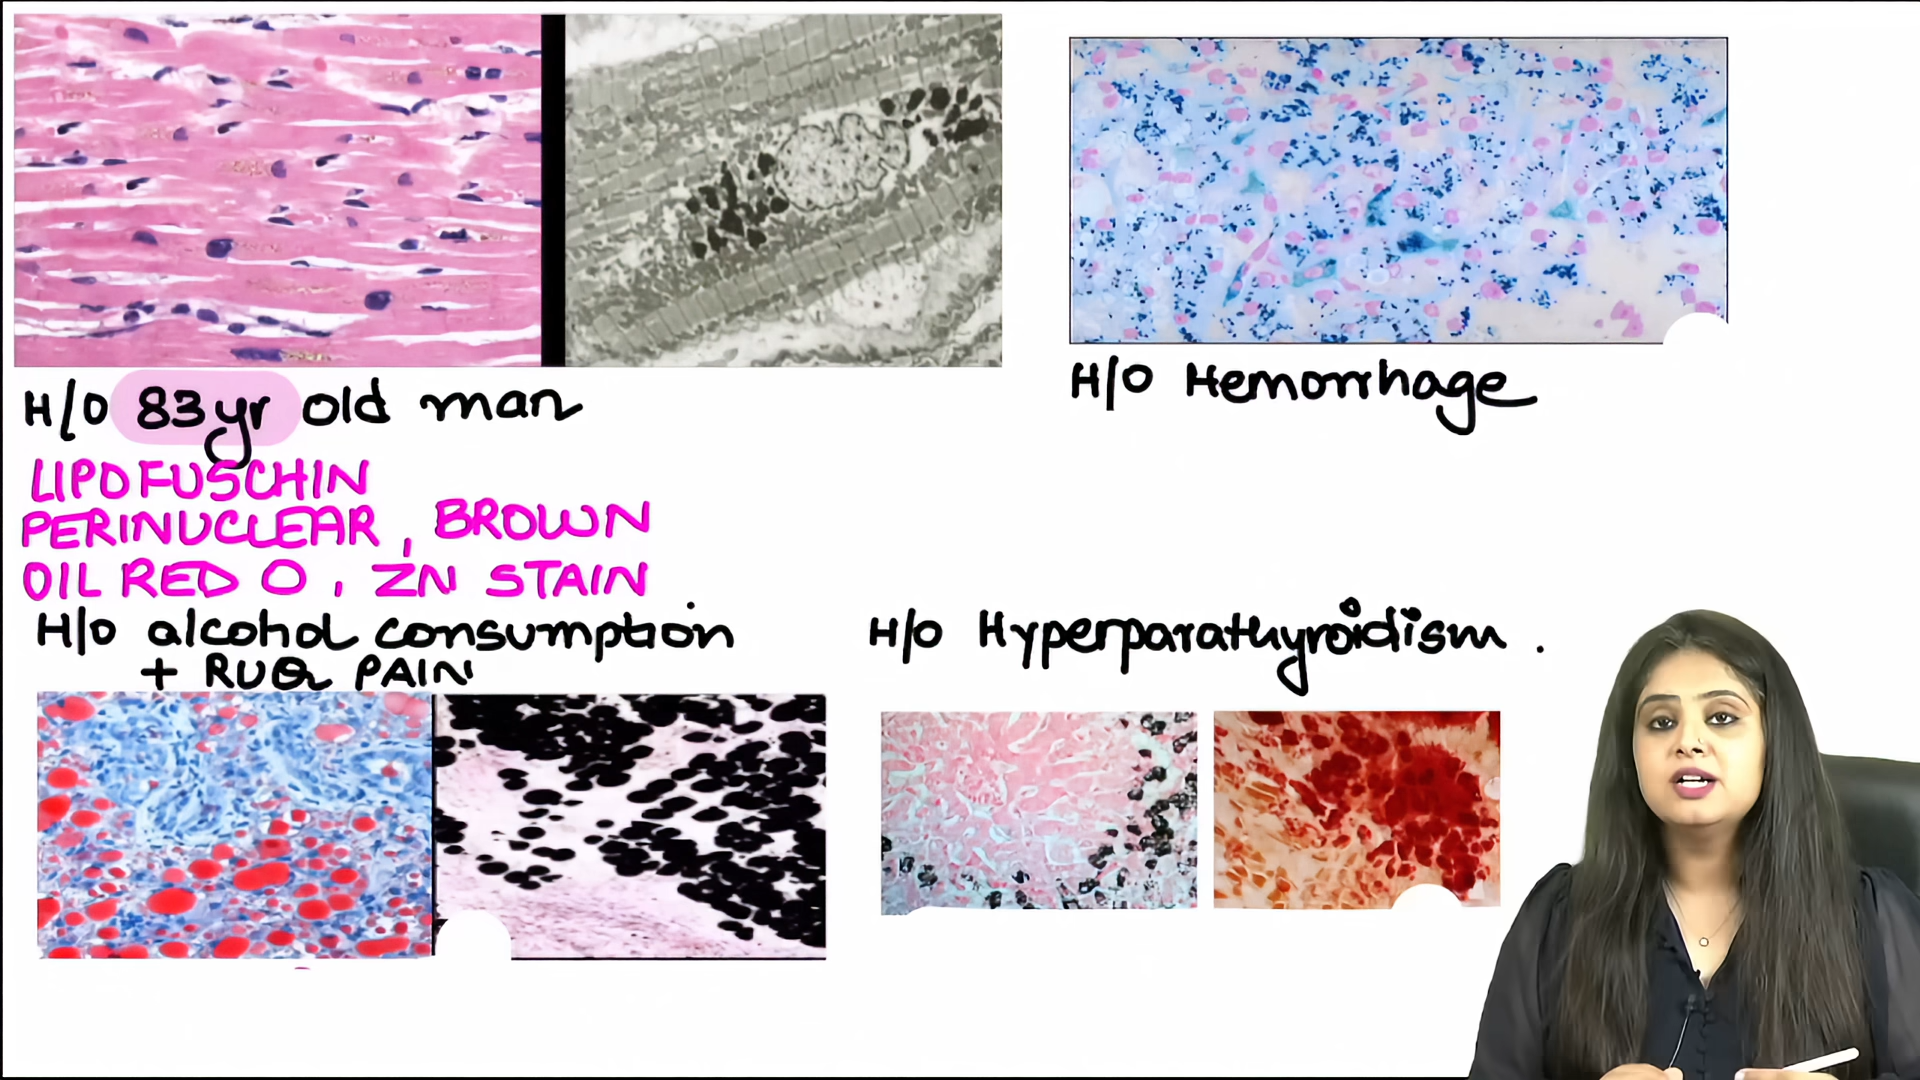 H/O 83yr old man
LIPOFUSCHIN
PERINUCLEAR, BROWN
OIL RED O, ZN STAIN
H/O Hemorrhage
H/O alcohol consumption
+ RUQ PAIN
H/O Hyperparathyroidism.